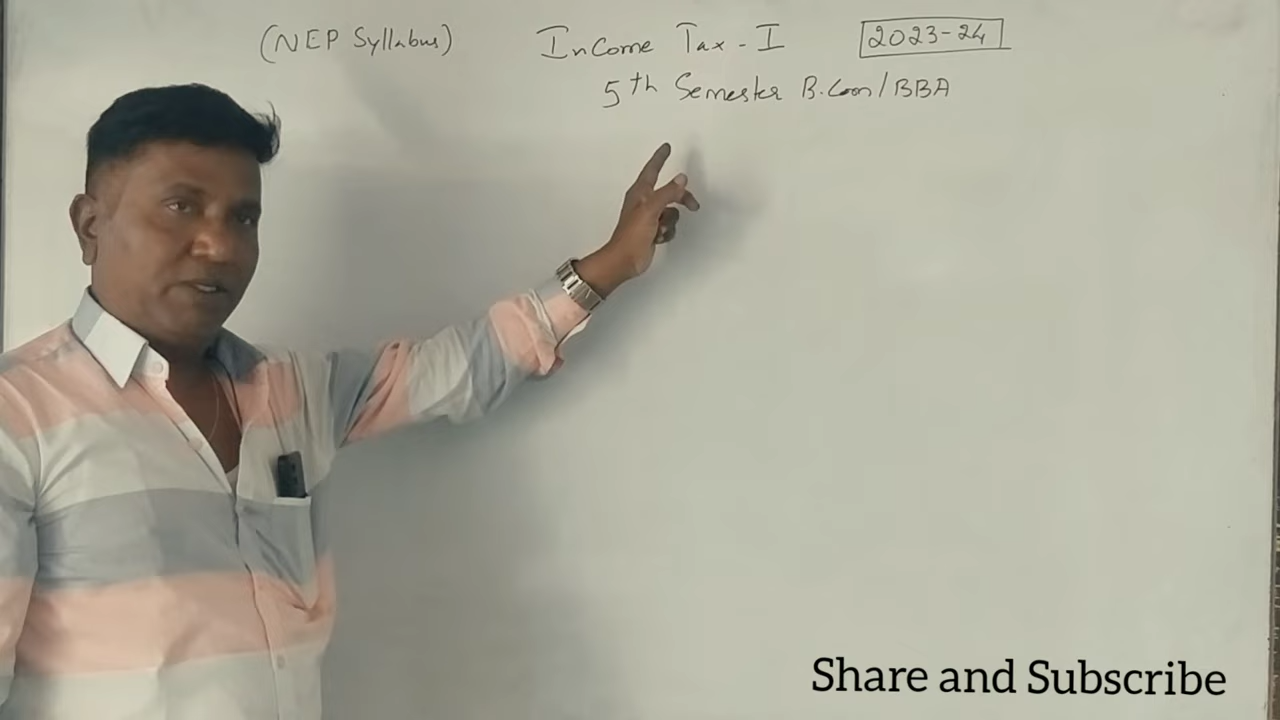 (NEP Syllabus) Income Tax - I 2023-24
5th Semester B.Com/BBA
Share and Subscribe